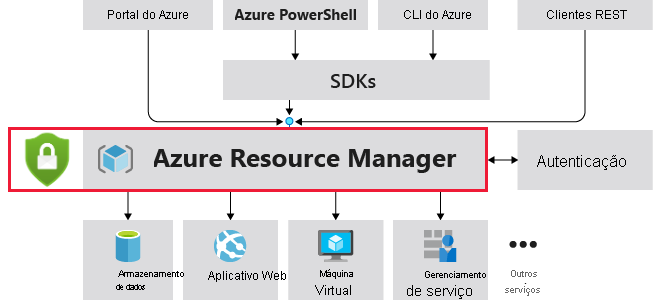 Portal do Azure
Azure PowerShell
CLI do Azure
Clientes REST
SDKs
Azure Resource Manager
Autenticação
Armazenamento
de dados
Aplicativo Web
Máquina
Virtual
Gerenciamento
de serviço
Outros
serviços